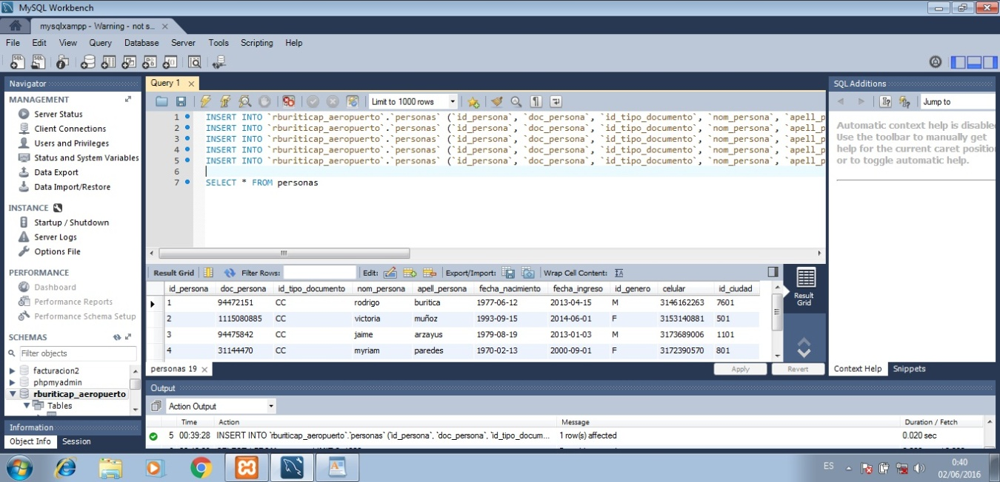 MySQL Workbench
mysqlxampp - Warning - not s...
File Edit View Query Database Server Tools Scripting Help
Navigator
MANAGEMENT
Server Status
Client Connections
Users and Privileges
Status and System Variables
Data Export
Data Import/Restore
INSTANCE
Startup / Shutdown
Server Logs
Options File
PERFORMANCE
Dashboard
Performance Reports
Performance Schema Setup
SCHEMAS
Filter objects
facturacion2
phpmyadmin
rburiticap_aeropuerto
Tables
Information
Object Info Session
Query 1
Limit to 1000 rows
1 INSERT INTO `rburiticap_aeropuerto`.`personas` (`id_persona`, `doc_persona`, `id_tipo_documento`, `nom_persona`, `apell_p
2 INSERT INTO `rburiticap_aeropuerto`.`personas` (`id_persona`, `doc_persona`, `id_tipo_documento`, `nom_persona`, `apell_p
3 INSERT INTO `rburiticap_aeropuerto`.`personas` (`id_persona`, `doc_persona`, `id_tipo_documento`, `nom_persona`, `apell_p
4 INSERT INTO `rburiticap_aeropuerto`.`personas` (`id_persona`, `doc_persona`, `id_tipo_documento`, `nom_persona`, `apell_p
5 INSERT INTO `rburiticap_aeropuerto`.`personas` (`id_persona`, `doc_persona`, `id_tipo_documento`, `nom_persona`, `apell_p
6
7 SELECT * FROM personas
Result Grid Filter Rows: Edit: Export/Import: Wrap Cell Content:
id_persona doc_persona id_tipo_documento nom_persona apell_persona fecha_nacimiento fecha_ingreso id_genero celular id_ciudad
1 94472151 CC rodrigo buritica 1977-06-12 2013-04-15 M 3146162263 7601
2 1115080885 CC victoria muñoz 1993-09-15 2014-06-01 F 3153140881 501
3 94475842 CC jaime arzayus 1979-08-19 2013-01-03 M 3173689006 1101
4 31144470 CC myriam paredes 1970-02-13 2000-09-01 F 3172390570 801
Result
Grid
personas 19 Apply Revert
SQL Additions
Jump to
Automatic context help is disable
Use the toolbar to manually get
help for the current caret positio
or to toggle automatic help.
Context Help Snippets
Output
Action Output
Time Action Message Duration / Fetch
5 00:39:28 INSERT INTO `rburiticap_aeropuerto`.`personas` (`id_persona`, `doc_persona`, `id_tipo_docum... 1 row(s) affected 0.020 sec
ES 0:40
02/06/2016